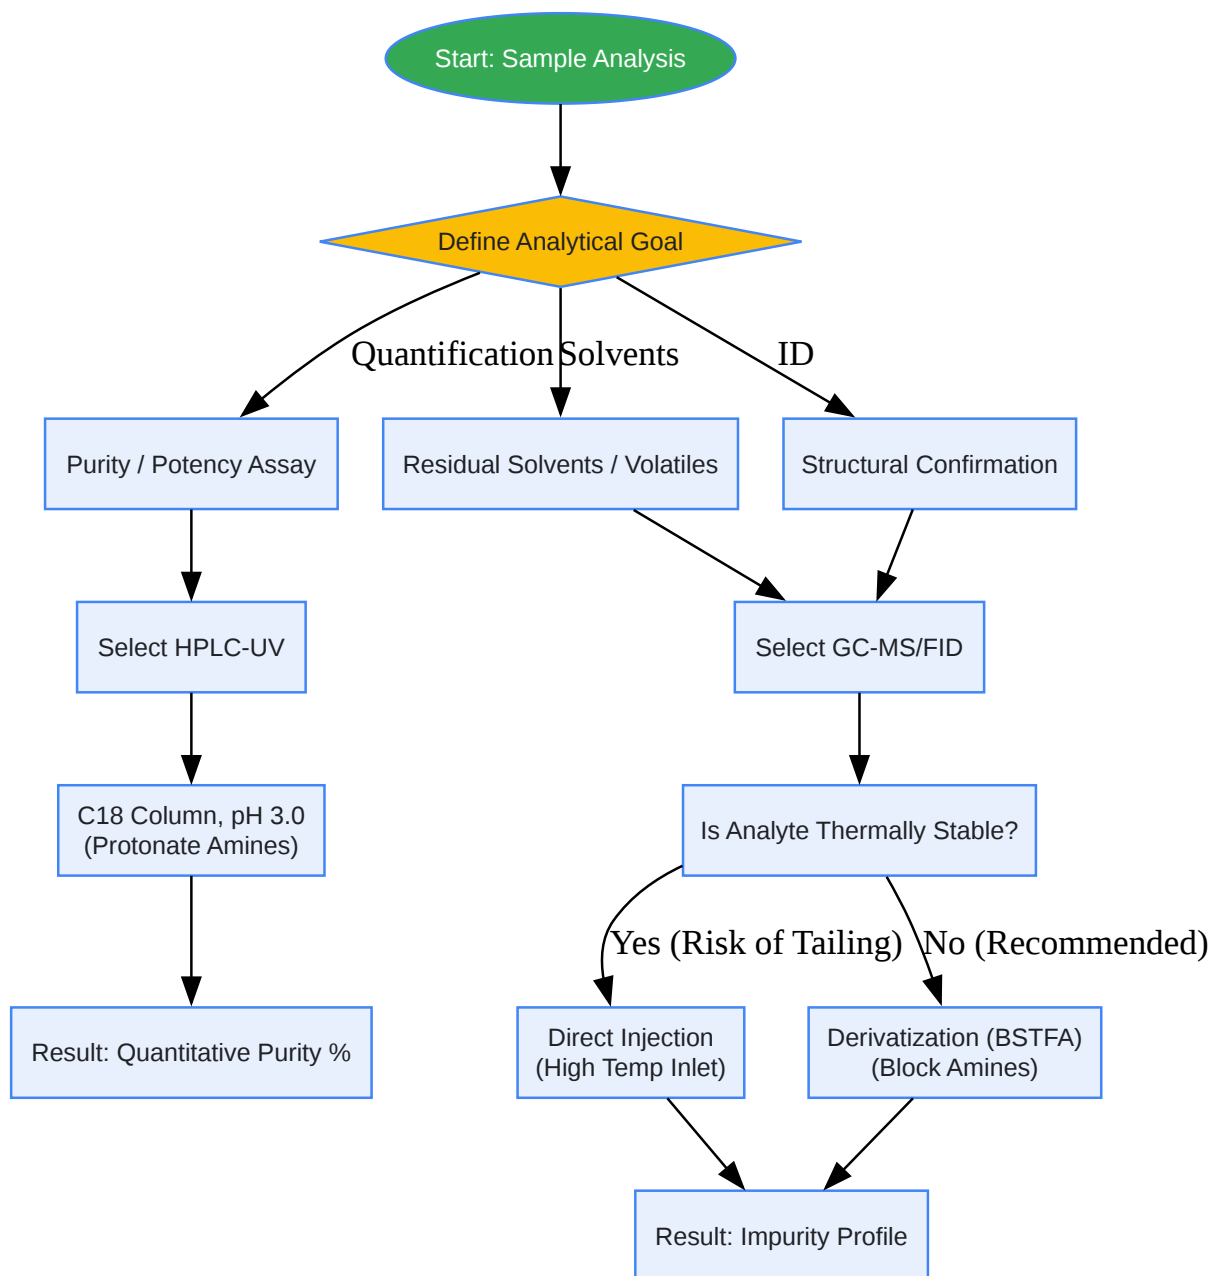 Start: Sample Analysis
Define Analytical Goal
Quantification
Solvents
ID
Purity / Potency Assay
Residual Solvents / Volatiles
Structural Confirmation
Select HPLC-UV
Select GC-MS/FID
C18 Column, pH 3.0
(Protonate Amines)
Is Analyte Thermally Stable?
Yes (Risk of Tailing)
No (Recommended)
Result: Quantitative Purity %
Direct Injection
(High Temp Inlet)
Derivatization (BSTFA)
(Block Amines)
Result: Impurity Profile